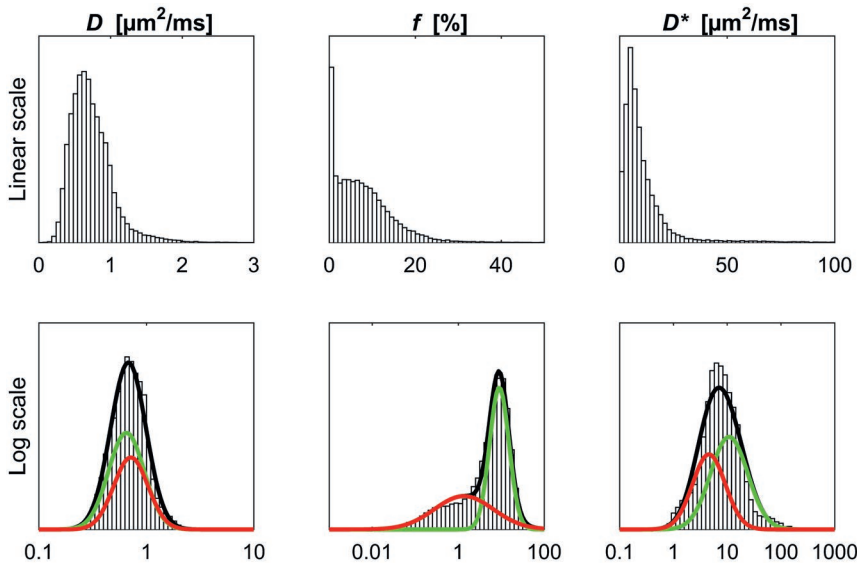 D [µm²/ms] f [%] D* [µm²/ms]
Linear scale
0 1 2 3 0 20 40 0 50 100
Log scale
0.1 1 10 0.01 1 100 0.1 1 10 100 1000